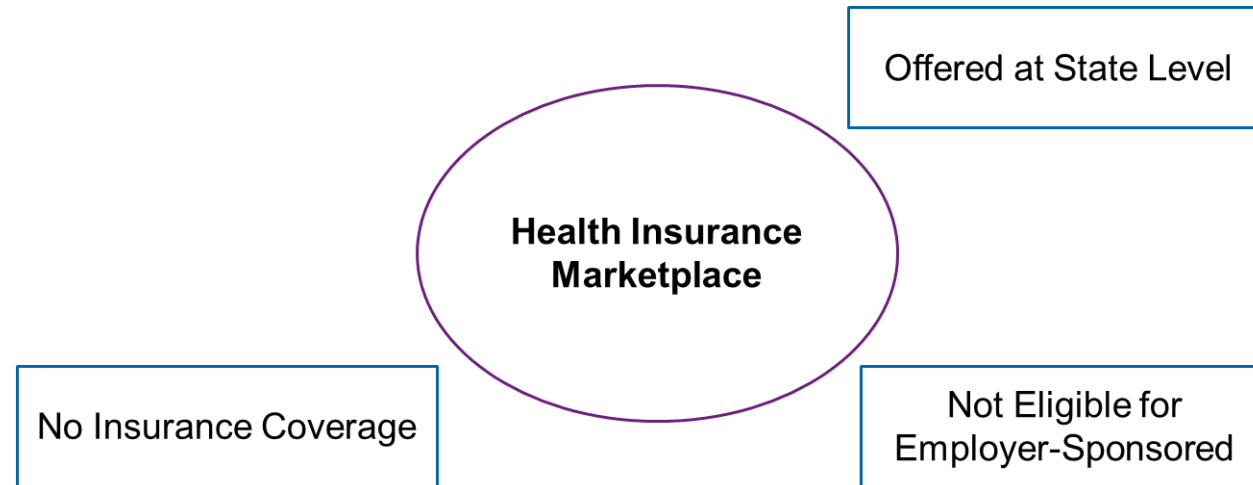 Offered at State Level
Health Insurance
Marketplace
No Insurance Coverage
Not Eligible for
Employer-Sponsored